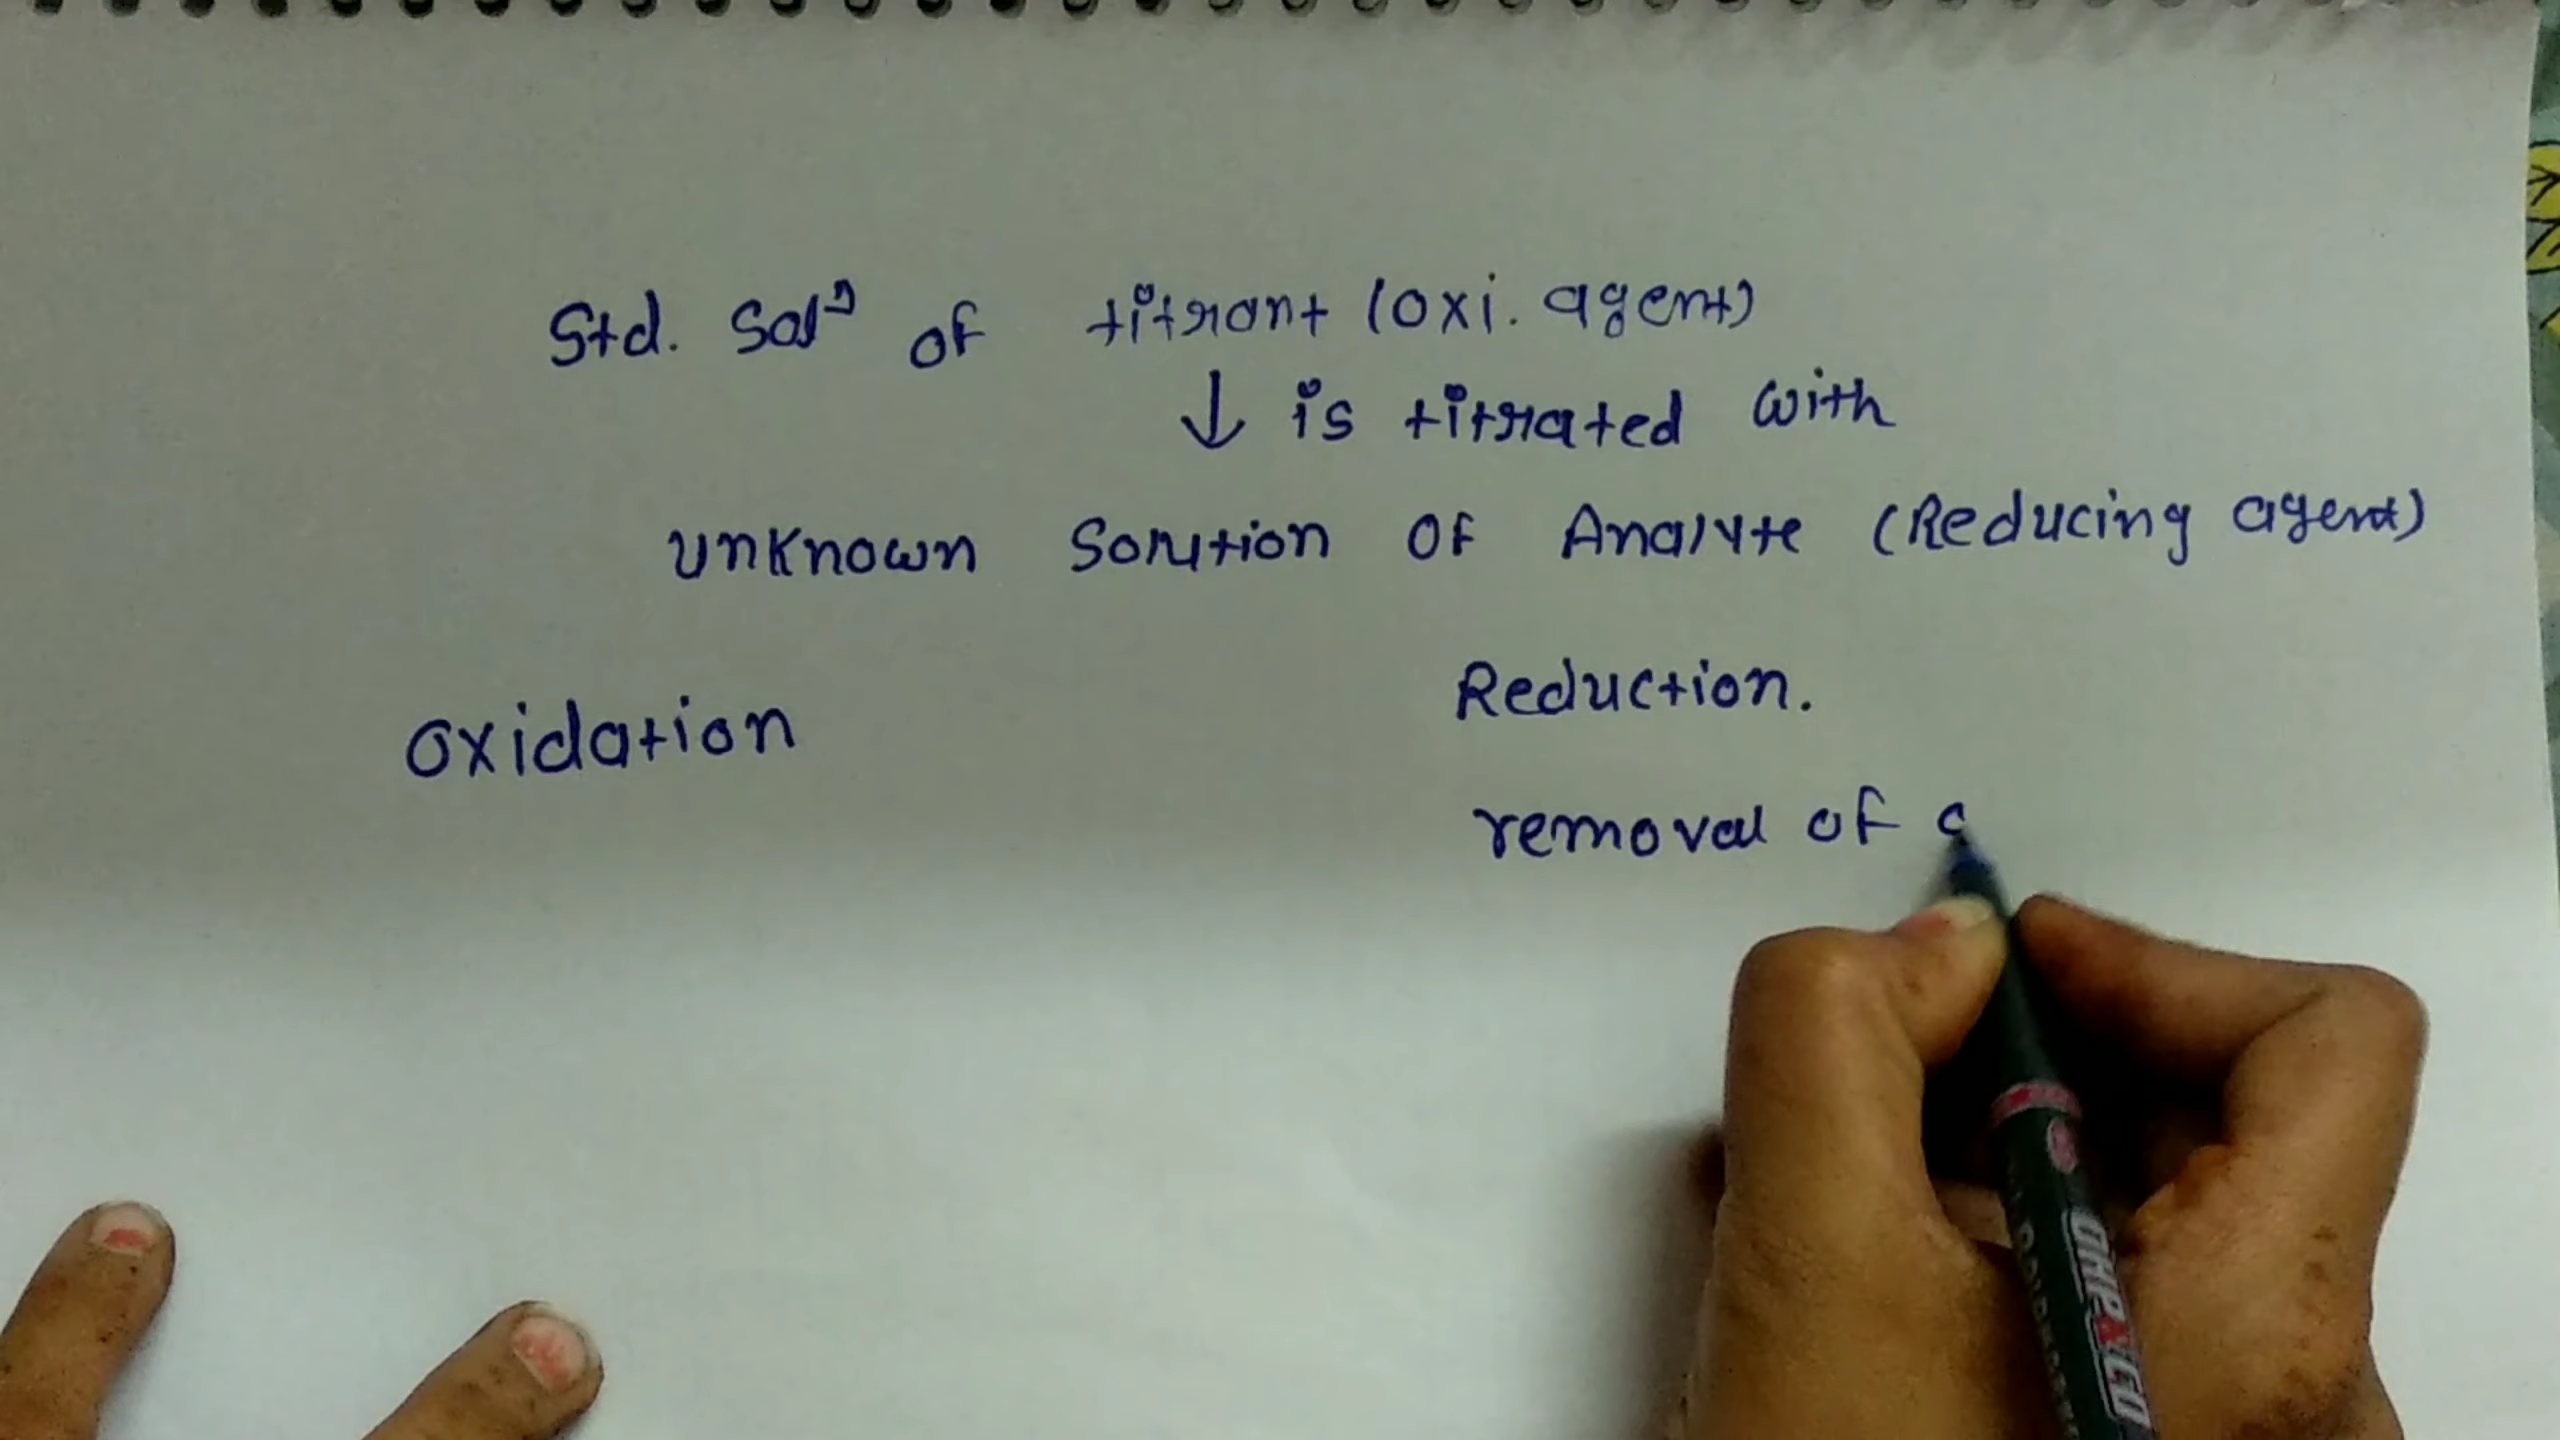 Std. Solⁿ of titrant (oxi. agent)
↓ is titrated with
unknown Solution of Analyte (Reducing agent)
Reduction.
oxidation
removal of